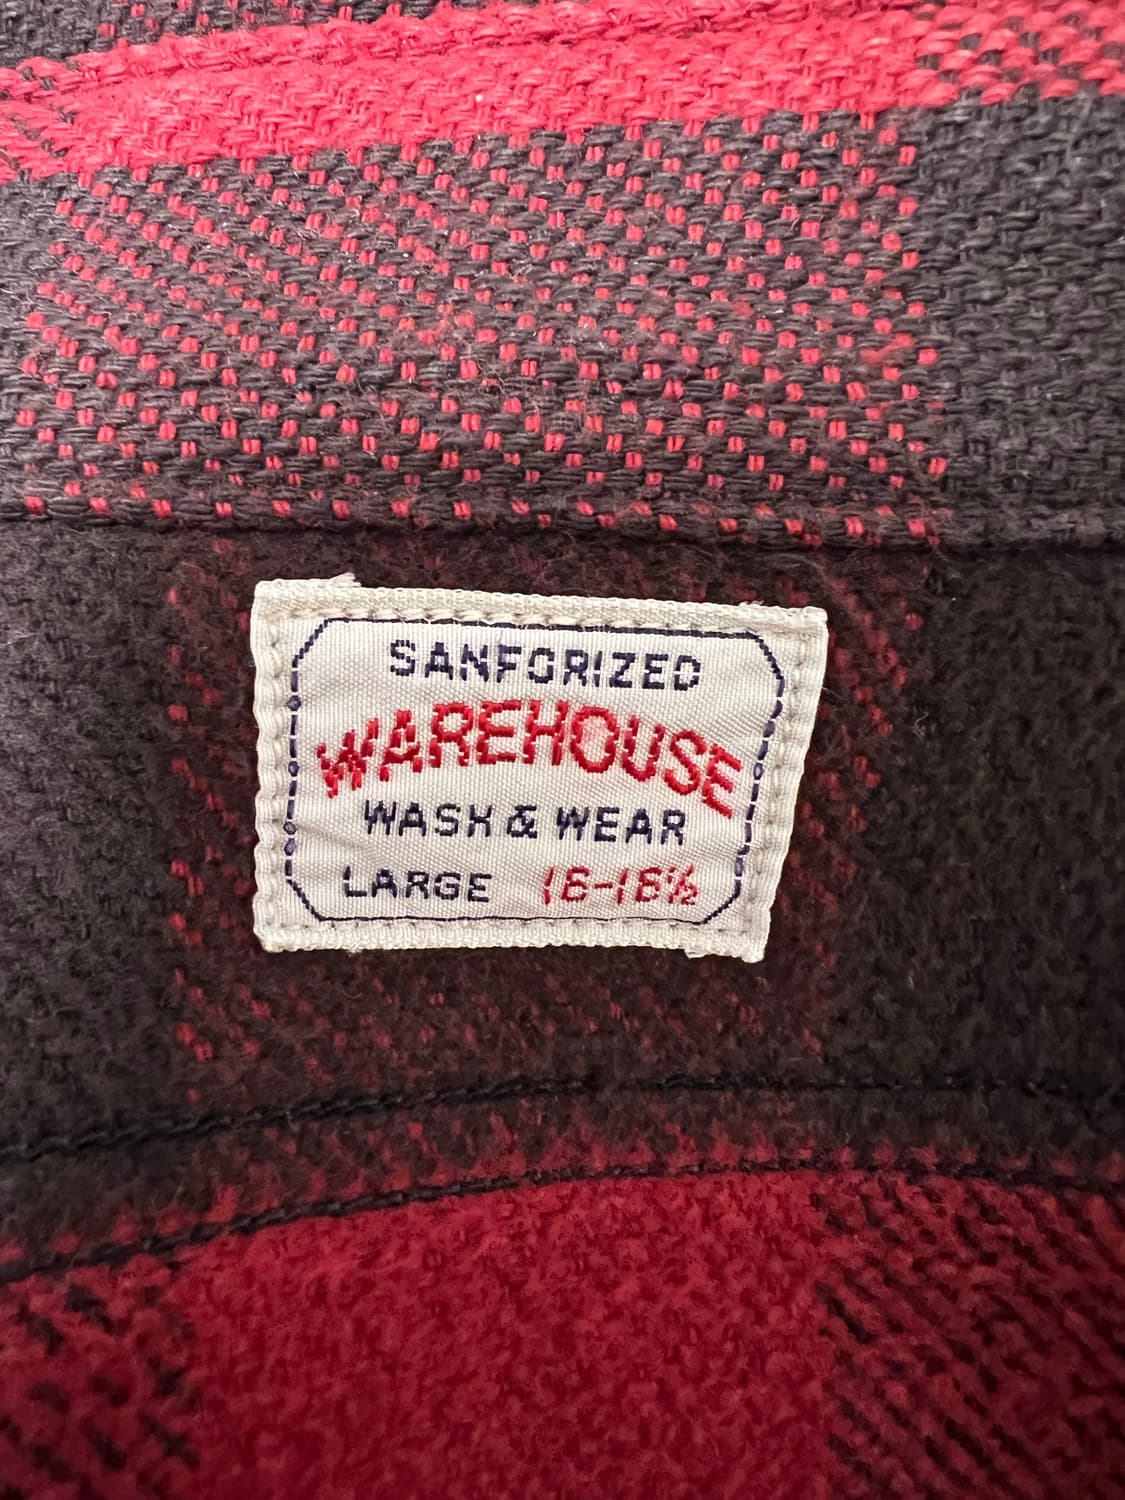 SANFORIZED
WAREHOUSE
WASH & WEAR
LARGE 16-16½